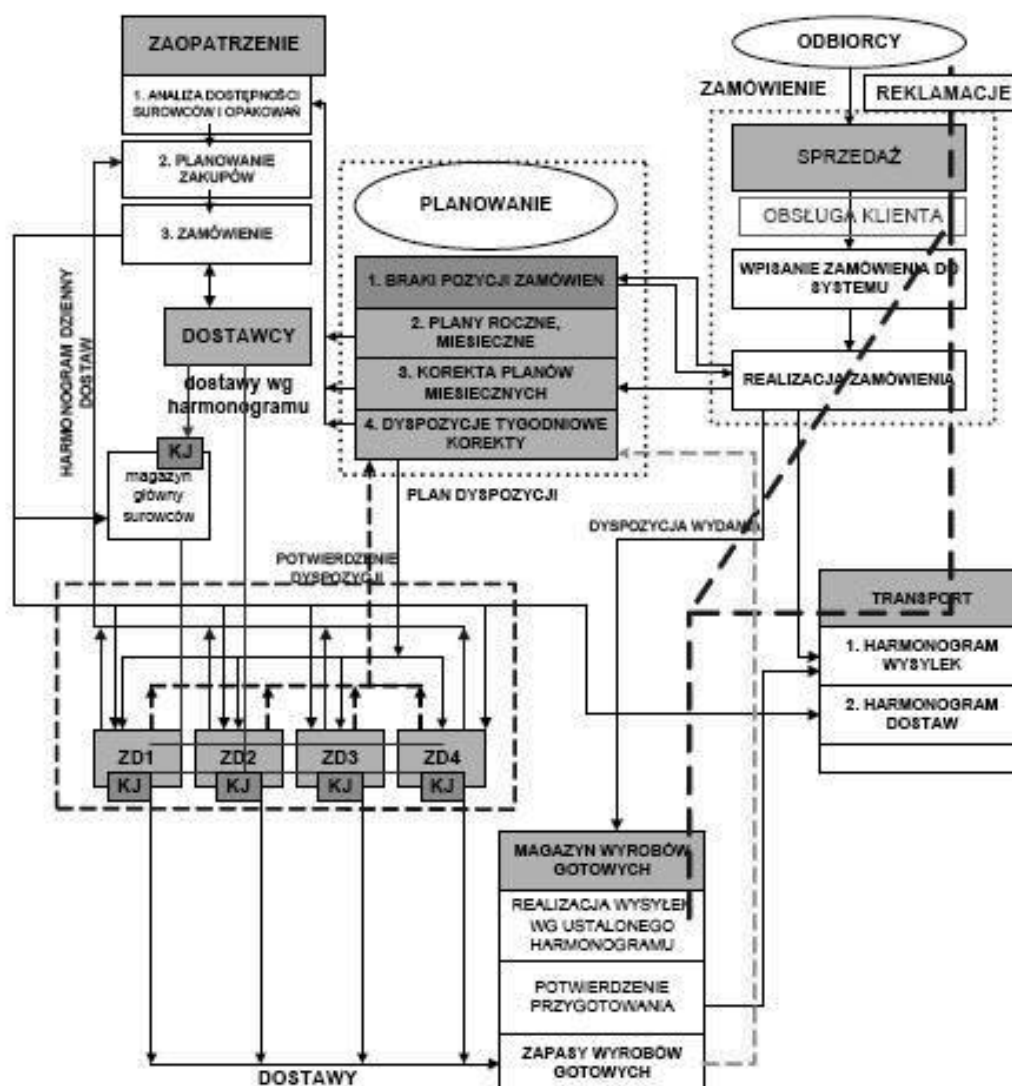 ZAOPATRZENIE
1. ANALIZA DOSTĘPNOŚCI
SUROWCÓW I OPAKOWAŃ
2. PLANOWANIE
ZAKUPÓW
3. ZAMÓWIENIE
DOSTAWCY
dostawy wg
harmonogramu
HARMONOGRAM DZIENNY
DOSTAW
KJ
magazyn
główny
surowców
PLANOWANIE
1. BRAKI POZYCJI ZAMÓWIEN
2. PLANY ROCZNE,
MIESIECZNE
3. KOREKTA PLANÓW
MIESIECZNYCH
4. DYSPOZYCJE TYGODNIOWE
KOREKTY
PLAN DYSPOZYCJI
POTWIERDZENIE
DYSPOZYCJI
ODBIORCY
ZAMÓWIENIE
REKLAMACJE
SPRZEDAŻ
OBSŁUGA KLIENTA
WPISANIE ZAMÓWIENIA DO
SYSTEMU
REALIZACJA ZAMÓWIENIA
DYSPOZYCJA WYDANIA
TRANSPORT
1. HARMONOGRAM
WYSYLEK
2. HARMONOGRAM
DOSTAW
ZD1
ZD2
ZD3
ZD4
KJ
KJ
KJ
KJ
MAGAZYN WYROBÓW
GOTOWYCH
REALIZACJA WYSYŁEK
WG USTALONEGO
HARMONOGRAMU
POTWIERDZENIE
PRZYGOTOWANIA
ZAPASY WYROBÓW
GOTOWYCH
DOSTAWY